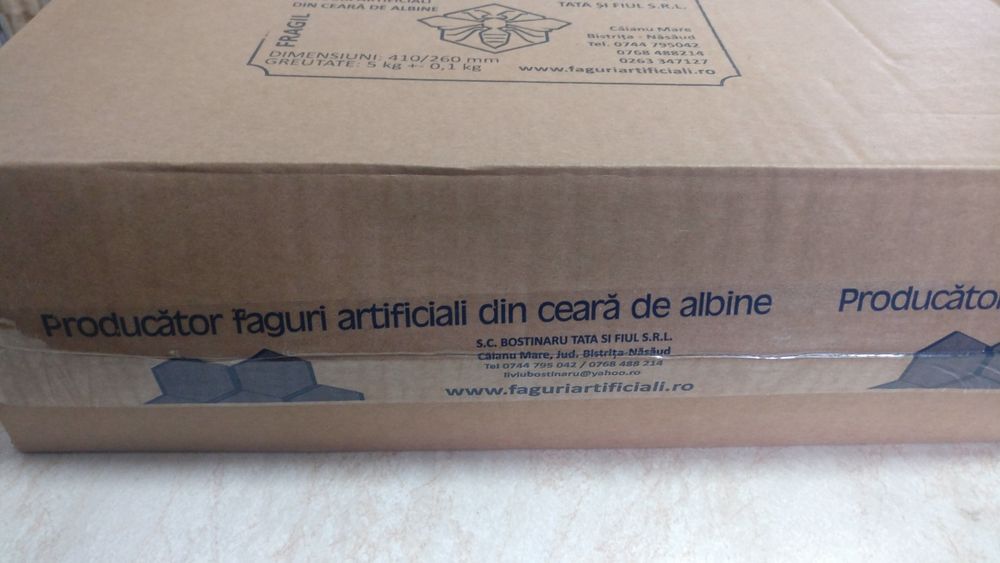 FRAGIL
DIN CEARĂ DE ALBINE
DIMENSIUNI: 410/260 mm
GREUTATE: 5 kg +- 0,1 kg
TATA ȘI FIUL S.R.L.
Căianu Mare
Bistrița - Năsăud
Tel. 0744 795042
0768 488214
0263 347127
www.faguriartificiali.ro
Producător faguri artificiali din ceară de albine
S.C. BOSTINARU TATA SI FIUL S.R.L.
Căianu Mare, Jud. Bistrița-Năsăud
Tel 0744 795 042 / 0768 488 214
liviubostinaru@yahoo.ro
www.faguriartificiali.ro
Producăto